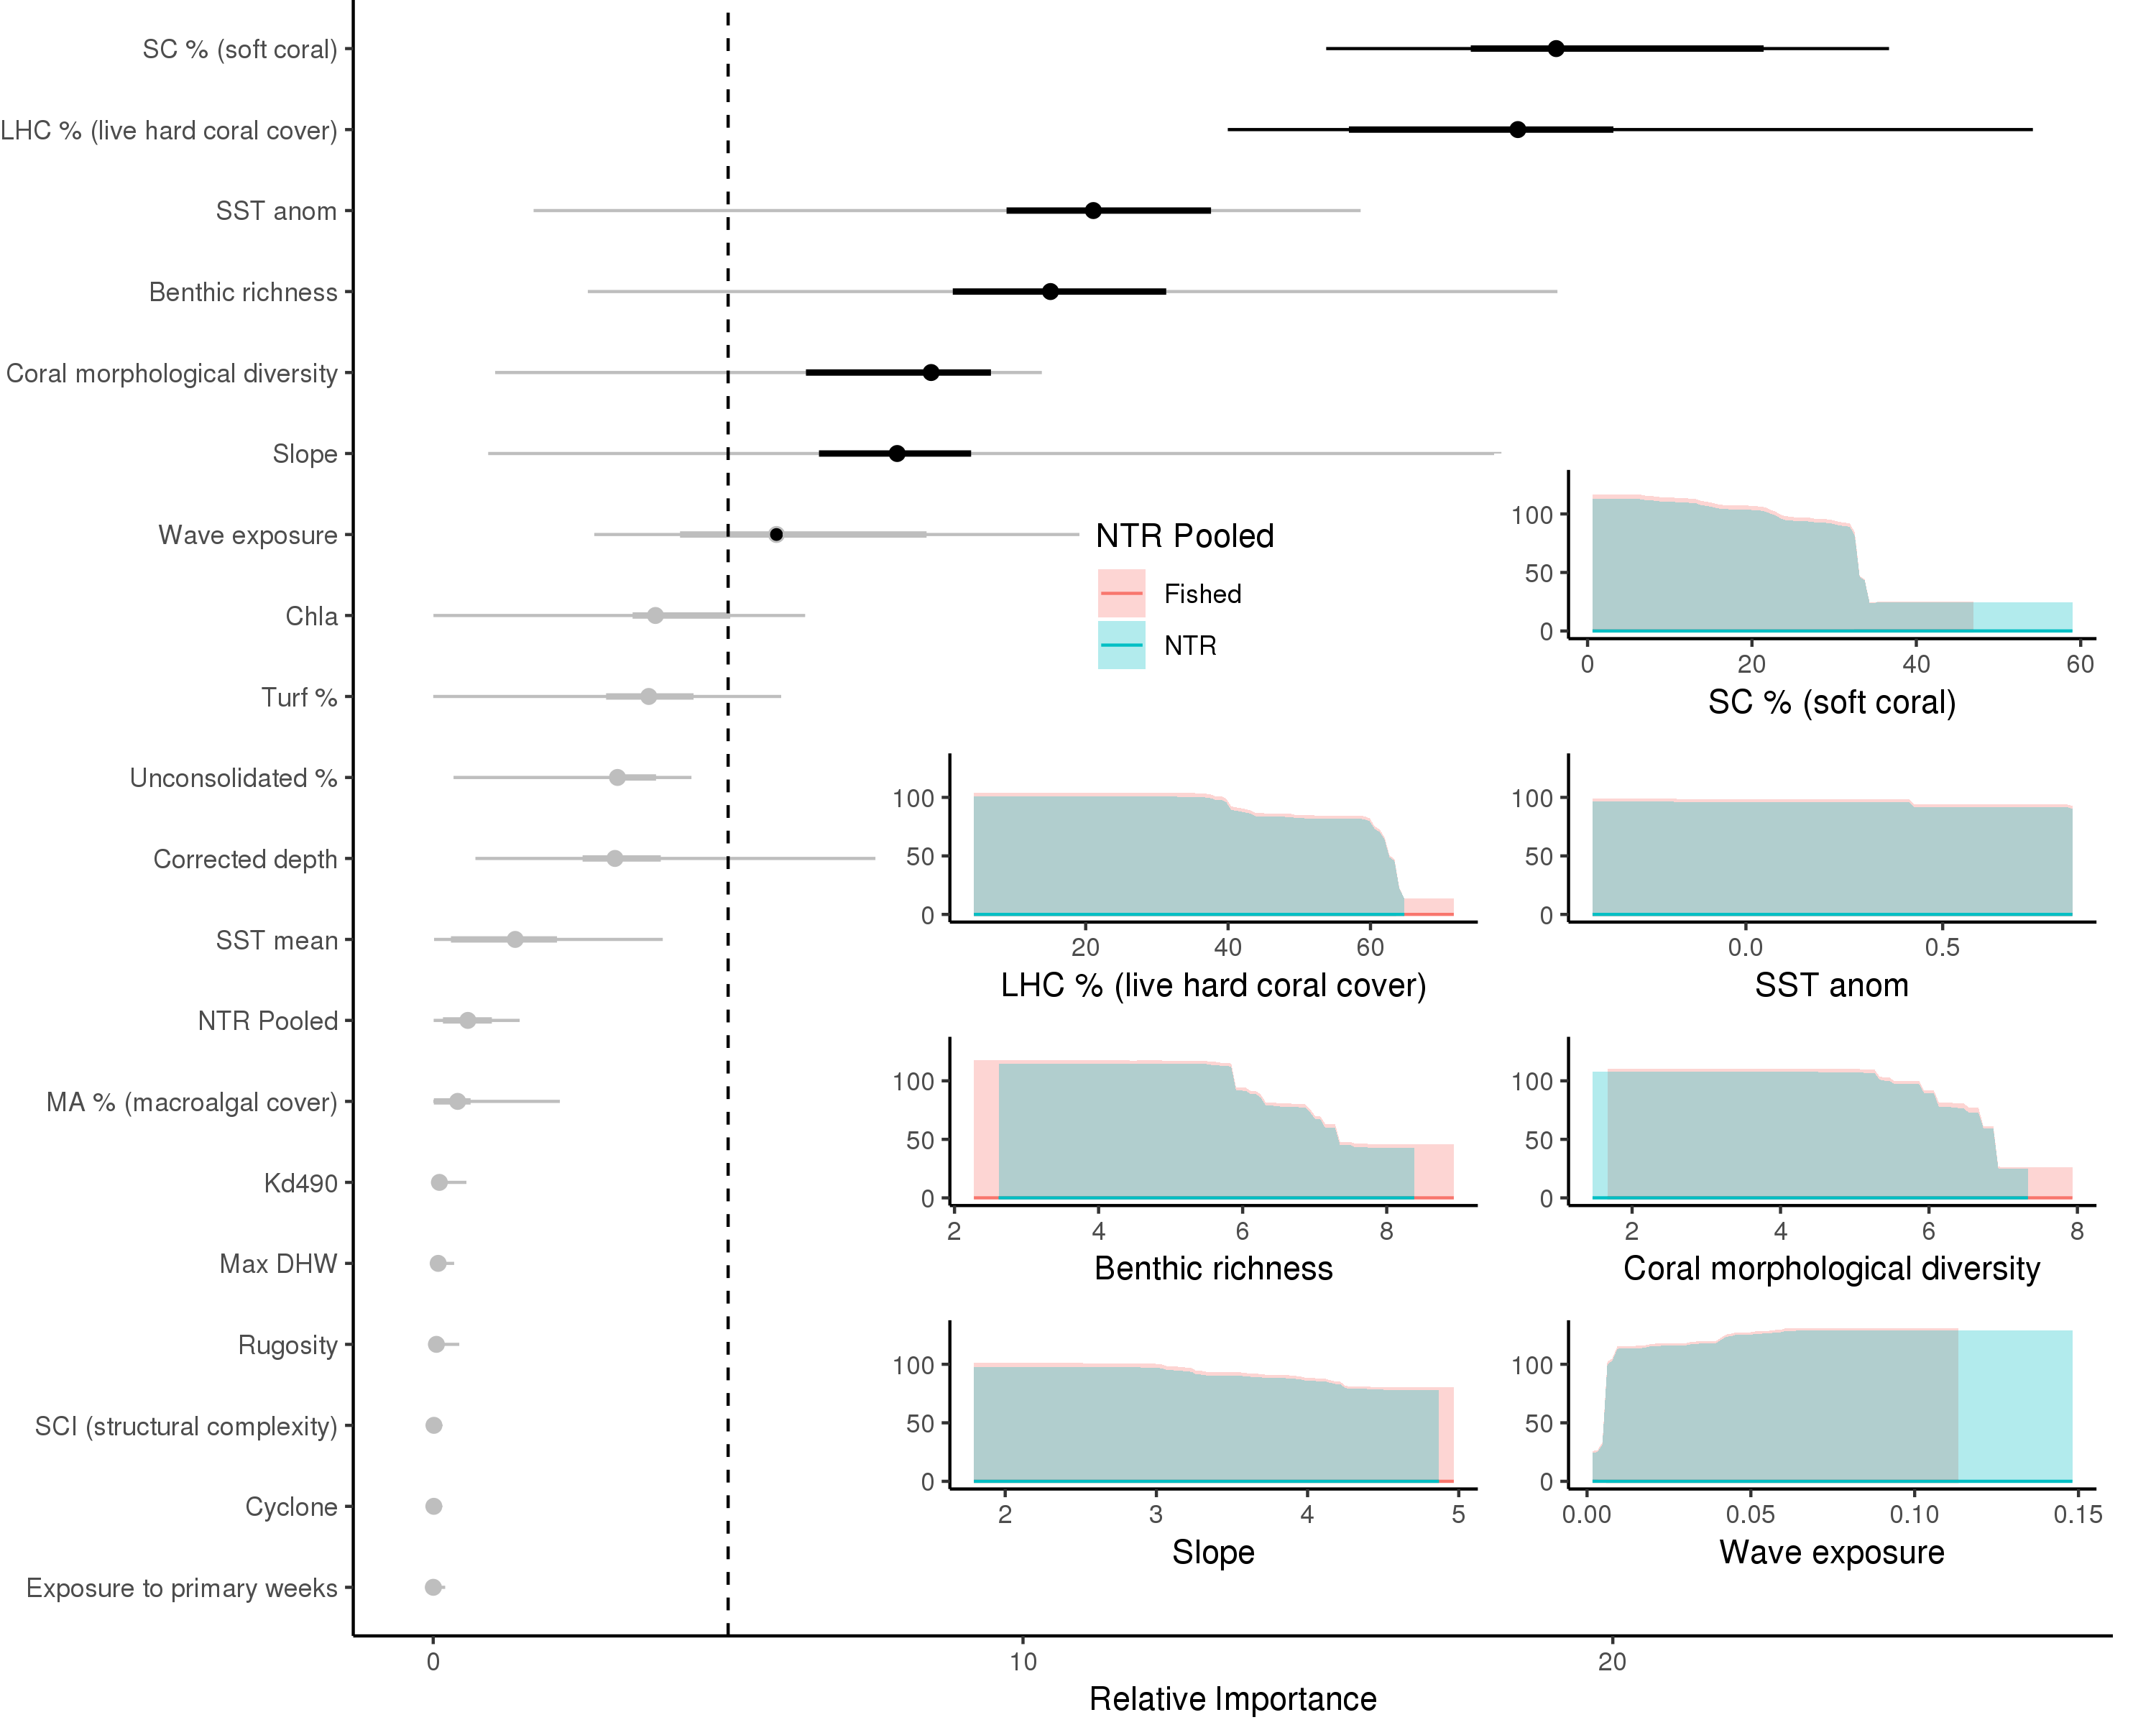 SC % (soft coral)
LHC % (live hard coral cover)
SST anom
Benthic richness
Coral morphological diversity
Slope
Wave exposure
Chla
Turf %
Unconsolidated %
Corrected depth
SST mean
NTR Pooled
MA % (macroalgal cover)
Kd490
Max DHW
Rugosity
SCI (structural complexity)
Cyclone
Exposure to primary weeks
0 10 20
Relative Importance
NTR Pooled
Fished
NTR
100
50
0
0 20 40 60
SC % (soft coral)
100
50
0
20 40 60
LHC % (live hard coral cover)
100
50
0
0.0 0.5
SST anom
100
50
0
2 4 6 8
Benthic richness
100
50
0
2 4 6 8
Coral morphological diversity
100
50
0
2 3 4 5
Slope
100
50
0
0.00 0.05 0.10 0.15
Wave exposure